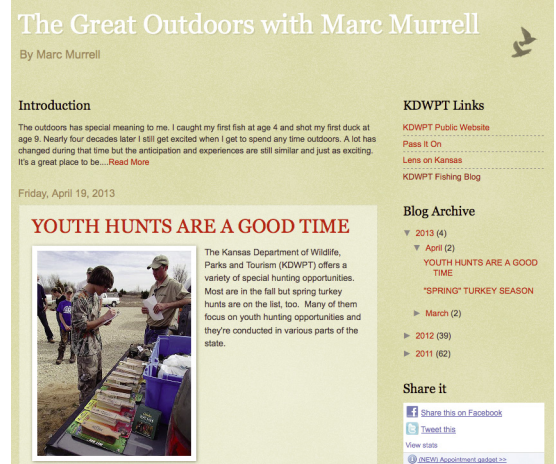 The Great Outdoors with Marc Murrell
By Marc Murrell
Introduction
The outdoors has special meaning to me. I caught my first fish at age 4 and shot my first duck at
age 9. Nearly four decades later I still get excited when I get to spend any time outdoors. A lot has
changed during that time but the anticipation and experiences are still similar and just as exciting.
It's a great place to be....Read More
Friday, April 19, 2013
YOUTH HUNTS ARE A GOOD TIME
The Kansas Department of Wildlife,
Parks and Tourism (KDWPT) offers a
variety of special hunting opportunities.
Most are in the fall but spring turkey
hunts are on the list, too. Many of them
focus on youth hunting opportunities and
they're conducted in various parts of the
state.
KDWPT Links
KDWPT Public Website
Pass It On
Lens on Kansas
KDWPT Fishing Blog
Blog Archive
▼ 2013 (4)
▼ April (2)
YOUTH HUNTS ARE A GOOD
TIME
"SPRING" TURKEY SEASON
► March (2)
► 2012 (39)
► 2011 (62)
Share it
Share this on Facebook
Tweet this
View stats
(NEW) Appointment gadget >>